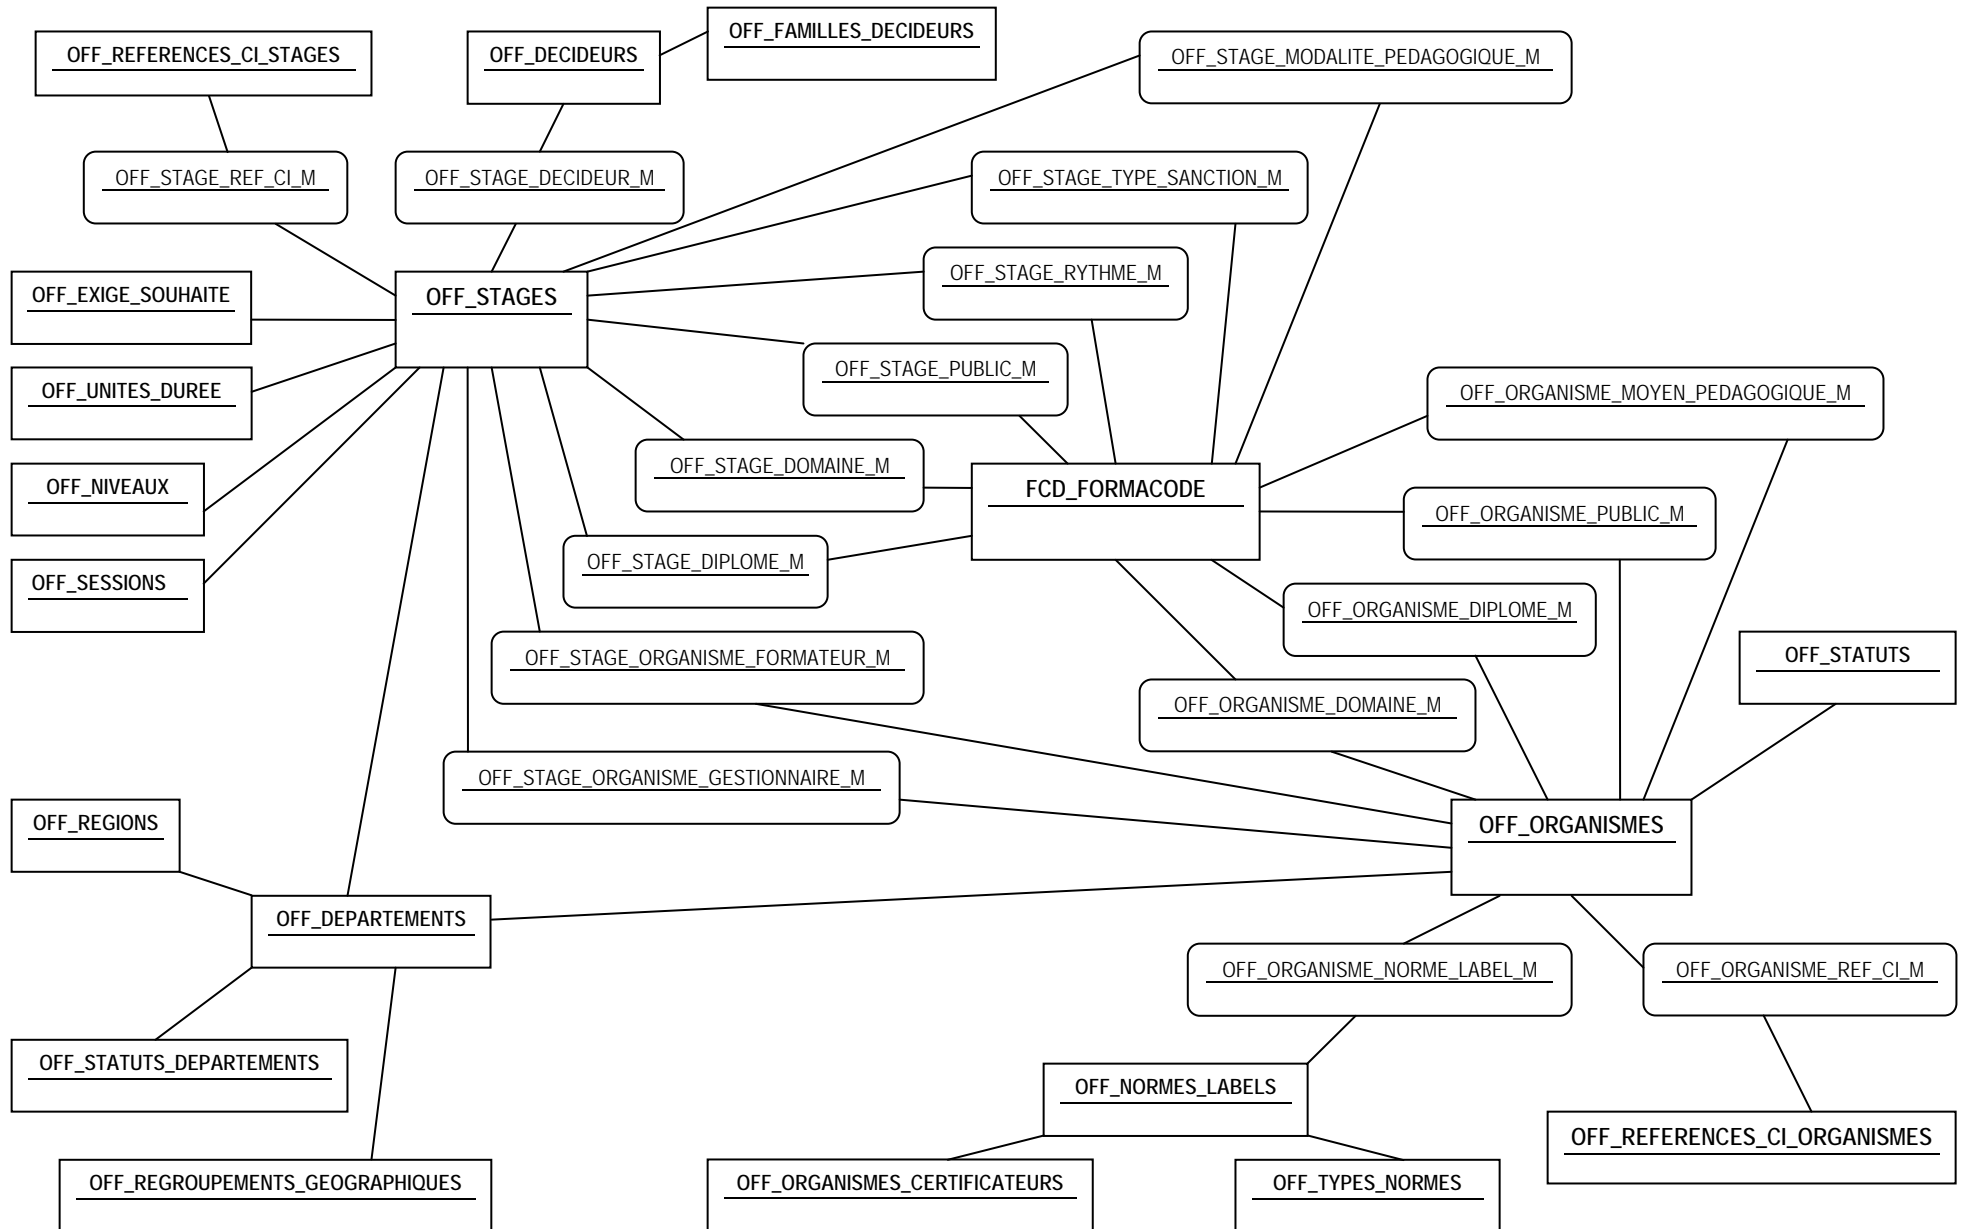 OFF_FAMILLES_DECIDEURS
OFF_REFERENCES_CI_STAGES
OFF_DECIDEURS
OFF_STAGE_MODALITE_PEDAGOGIQUE_M
OFF_STAGE_REF_CI_M
OFF_STAGE_DECIDEUR_M
OFF_STAGE_TYPE_SANCTION_M
OFF_STAGE_RYTHME_M
OFF_EXIGE_SOUHAITE
OFF_STAGES
OFF_STAGE_PUBLIC_M
OFF_UNITES_DUREE
OFF_ORGANISME_MOYEN_PEDAGOGIQUE_M
OFF_STAGE_DOMAINE_M
OFF_NIVEAUX
FCD_FORMACODE
OFF_ORGANISME_PUBLIC_M
OFF_STAGE_DIPLOME_M
OFF_SESSIONS
OFF_ORGANISME_DIPLOME_M
OFF_STAGE_ORGANISME_FORMATEUR_M
OFF_STATUTS
OFF_ORGANISME_DOMAINE_M
OFF_STAGE_ORGANISME_GESTIONNAIRE_M
OFF_REGIONS
OFF_ORGANISMES
OFF_DEPARTEMENTS
OFF_ORGANISME_NORME_LABEL_M
OFF_ORGANISME_REF_CI_M
OFF_STATUTS_DEPARTEMENTS
OFF_NORMES_LABELS
OFF_REFERENCES_CI_ORGANISMES
OFF_REGROUPEMENTS_GEOGRAPHIQUES
OFF_ORGANISMES_CERTIFICATEURS
OFF_TYPES_NORMES